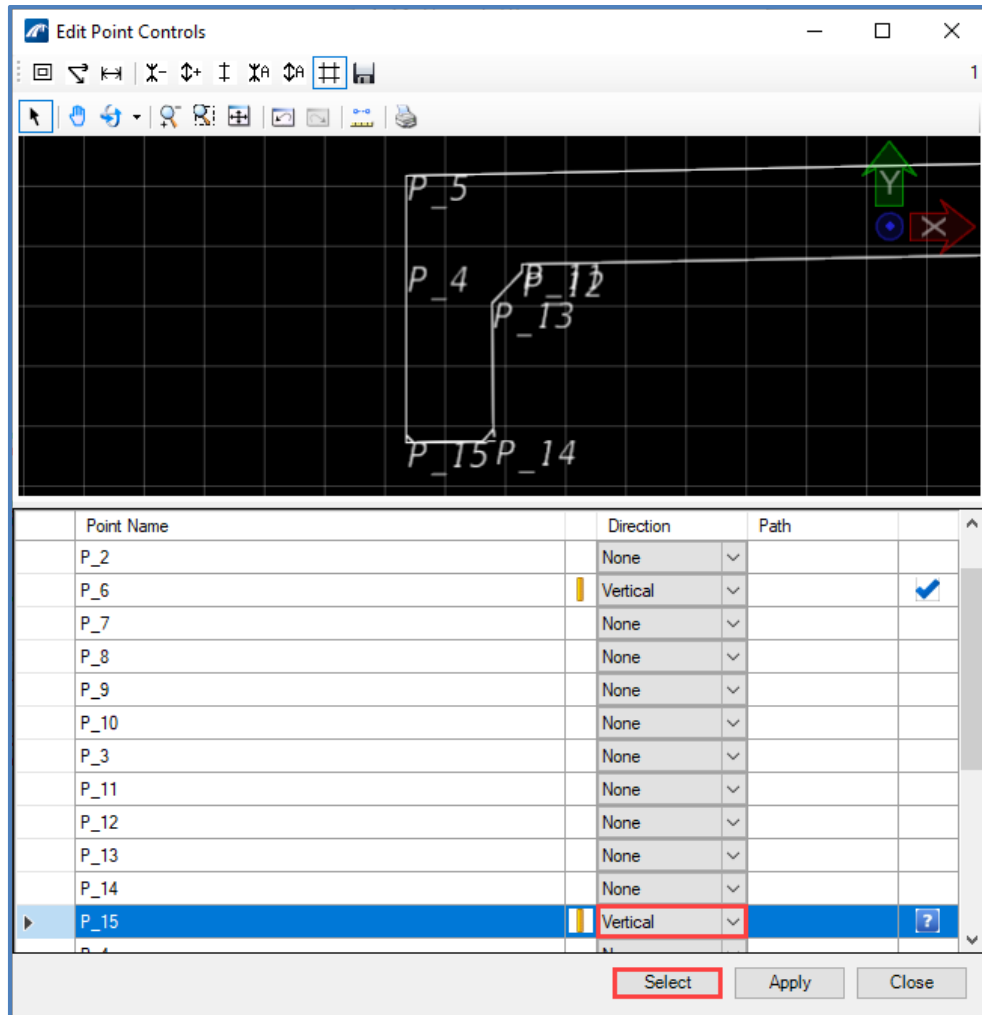 Edit Point Controls
1
P_5
Y
X
P_4
P_12
P_13
P_15 P_14
Point Name Direction Path
P_2 None
P_6 Vertical
P_7 None
P_8 None
P_9 None
P_10 None
P_3 None
P_11 None
P_12 None
P_13 None
P_14 None
P_15 Vertical ?
Select Apply Close